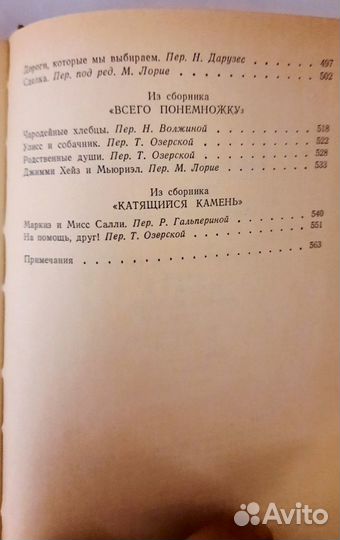 Дороги, которые мы выбираем. Пер. Н. Дарузес . . 497
Сделка. Пер. под ред. М. Лорие . . . . . . 502
Из сборника
«ВСЕГО ПОНЕМНОЖКУ»
Чародейные хлебцы. Пер. Н. Волжиной . . . . 518
Улисс и собачник. Пер. Т. Озерской . . . . . 522
Родственные души. Пер. Т. Озерской . . . . . 528
Джимми Хейз и Мьюриэл. Пер. М. Лорие . . . 533
Из сборника
«КАТЯЩИЙСЯ КАМЕНЬ»
Маркиз и Мисс Салли. Пер. Р. Гальпериной . . 540
На помощь, друг! Пер. Т. Озерской . . . . . 551
Примечания . . . . . . . . . . . . 563
Avito